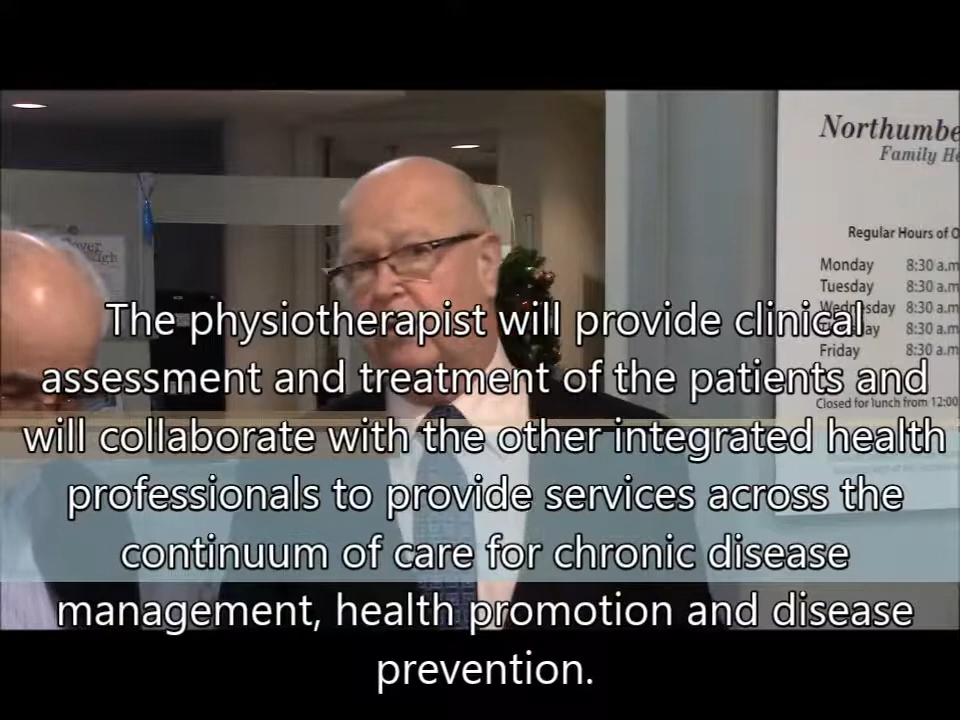 Northumbe
Family He
Regular Hours of O
Monday 8:30 a.m
Tuesday 8:30 a.m
Wednesday 8:30 a.m
8:30 a.m
Friday 8:30 a.m
Closed for lunch from 12:00
The physiotherapist will provide clinical
assessment and treatment of the patients and
will collaborate with the other integrated health
professionals to provide services across the
continuum of care for chronic disease
management, health promotion and disease
prevention.